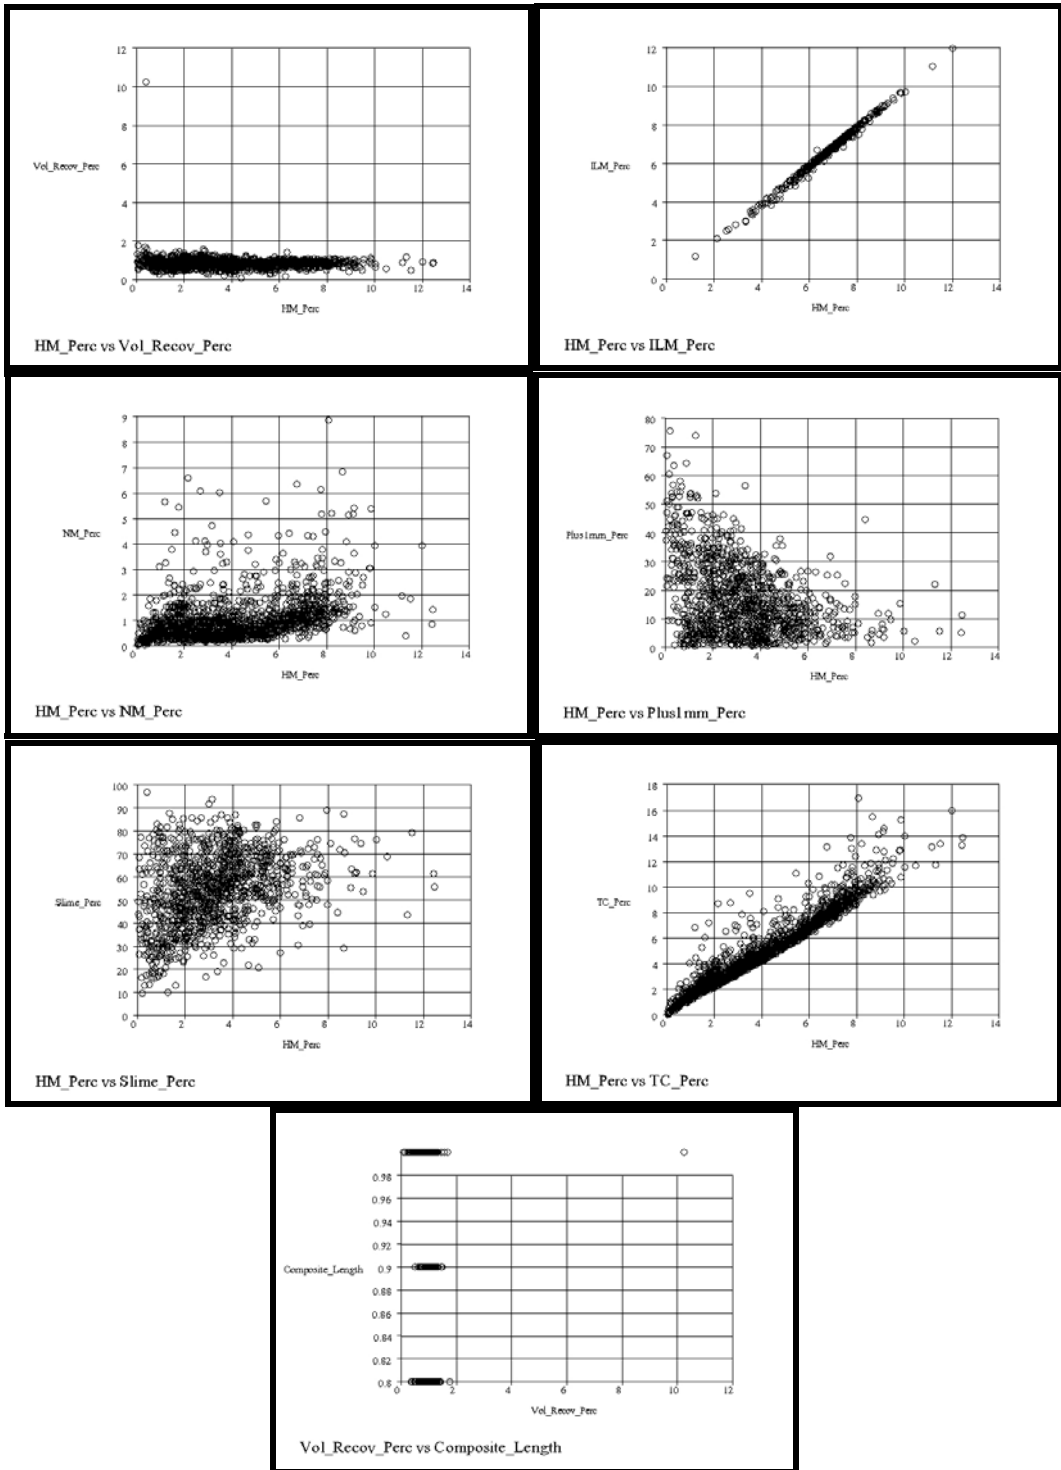 12
10
8
6
4
2
0
Vol_Recov_Perc
0 2 4 6 8 10 12 14
HM_Perc
HM_Perc vs Vol_Recov_Perc
12
10
8
6
4
2
0
ILM_Perc
0 2 4 6 8 10 12 14
HM_Perc
HM_Perc vs ILM_Perc
9
8
7
6
5
4
3
2
1
0
NM_Perc
0 2 4 6 8 10 12 14
HM_Perc
HM_Perc vs NM_Perc
80
70
60
50
40
30
20
10
0
Plus1mm_Perc
0 2 4 6 8 10 12 14
HM_Perc
HM_Perc vs Plus1mm_Perc
100
90
80
70
60
50
40
30
20
10
0
Slime_Perc
0 2 4 6 8 10 12 14
HM_Perc
HM_Perc vs Slime_Perc
18
16
14
12
10
8
6
4
2
0
TC_Perc
0 2 4 6 8 10 12 14
HM_Perc
HM_Perc vs TC_Perc
0.98
0.96
0.94
0.92
0.9
0.88
0.86
0.84
0.82
0.8
Composite_Length
0 2 4 6 8 10 12
Vol_Recov_Perc
Vol_Recov_Perc vs Composite_Length